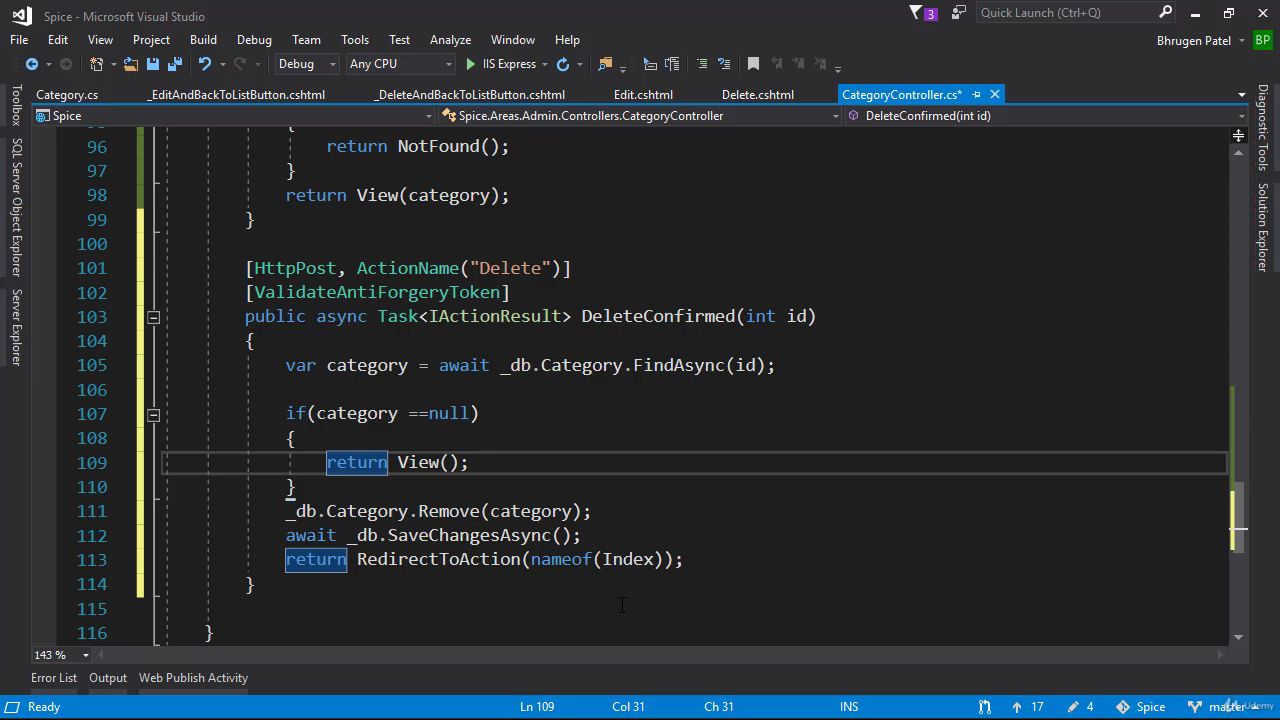 Spice - Microsoft Visual Studio
3
Quick Launch (Ctrl+Q)
File Edit View Project Build Debug Team Tools Test Analyze Window Help
Bhrugen Patel BP
Debug Any CPU IIS Express
Category.cs _EditAndBackToListButton.cshtml _DeleteAndBackToListButton.cshtml Edit.cshtml Delete.cshtml CategoryController.cs*
Spice Spice.Areas.Admin.Controllers.CategoryController DeleteConfirmed(int id)
Toolbox
SQL Server Object Explorer
Server Explorer
Diagnostic Tools
Solution Explorer
{
96 return NotFound();
97 }
98 return View(category);
99 }
100
101 [HttpPost, ActionName("Delete")]
102 [ValidateAntiForgeryToken]
103 public async Task<IActionResult> DeleteConfirmed(int id)
104 {
105 var category = await _db.Category.FindAsync(id);
106
107 if(category ==null)
108 {
109 return View();
110 }
111 _db.Category.Remove(category);
112 await _db.SaveChangesAsync();
113 return RedirectToAction(nameof(Index));
114 }
115
116 }
143 %
Error List Output Web Publish Activity
Ready Ln 109 Col 31 Ch 31 INS 17 4 Spice master
Udemy